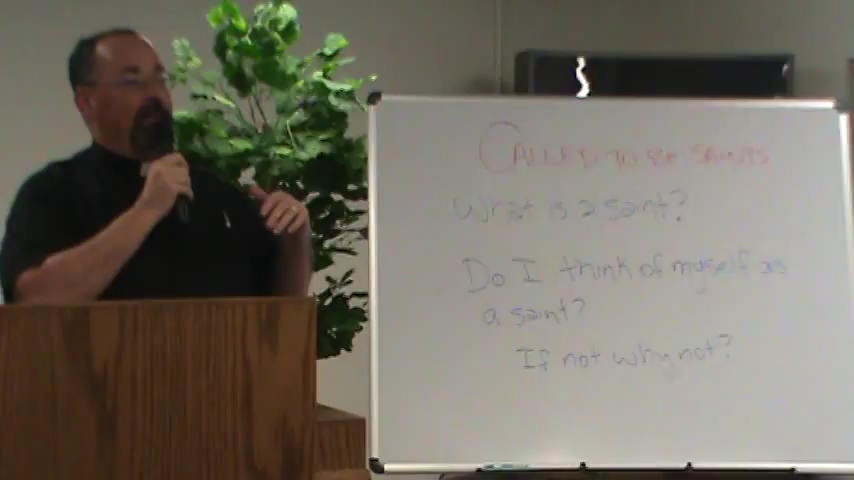 CALLED TO BE SAINTS
What is a saint?
Do I think of myself as
a saint?
If not why not?